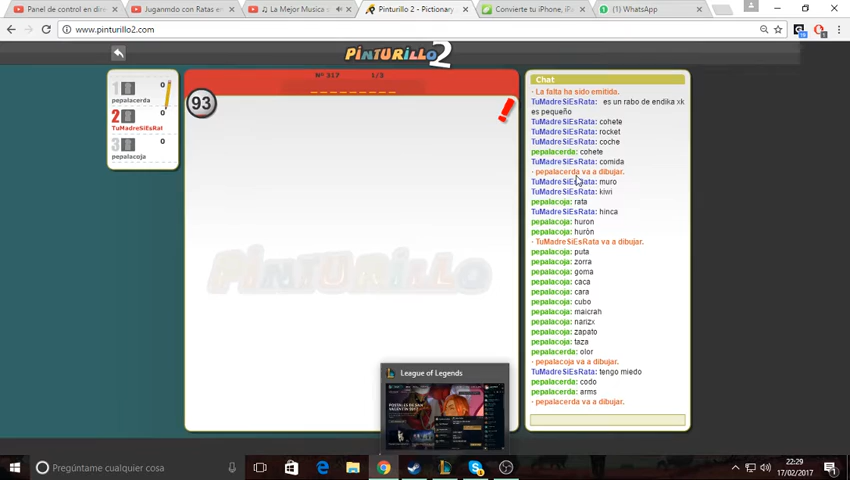 Panel de control di
Juganmdo con Ratas e
La Mejor Musica
Pinturillo 2 - Pictionary
Convierte tu iPhone, iP
(1) WhatsApp
www.pinturillo2.com
PINTURILLO 2
1
0
pepalacerda
2
0
TuMadreSiEsRat
3
0
pepalacoja
Nº 317 1/3
93
PINTURILLO
Chat
· La falta ha sido emitida.
TuMadreSiEsRata: es un rabo de endika xk
es pequeño
TuMadreSiEsRata: cohete
TuMadreSiEsRata: rocket
TuMadreSiEsRata: coche
pepalacerda: cohete
TuMadreSiEsRata: comida
· pepalacerda va a dibujar.
TuMadreSiEsRata: muro
TuMadreSiEsRata: kiwi
pepalacoja: rata
TuMadreSiEsRata: hinca
pepalacoja: huron
pepalacoja: huròn
· TuMadreSiEsRata va a dibujar.
pepalacoja: puta
pepalacoja: zorra
pepalacoja: goma
pepalacoja: caca
pepalacoja: cara
pepalacoja: cubo
pepalacoja: maicrah
pepalacoja: narizx
pepalacoja: zapato
pepalacoja: taza
pepalacerda: olor
· pepalacoja va a dibujar.
TuMadreSiEsRata: tengo miedo
pepalacerda: codo
pepalacerda: arms
· pepalacerda va a dibujar.
League of Legends
Pregúntame cualquier cosa
22:29
17/02/2017